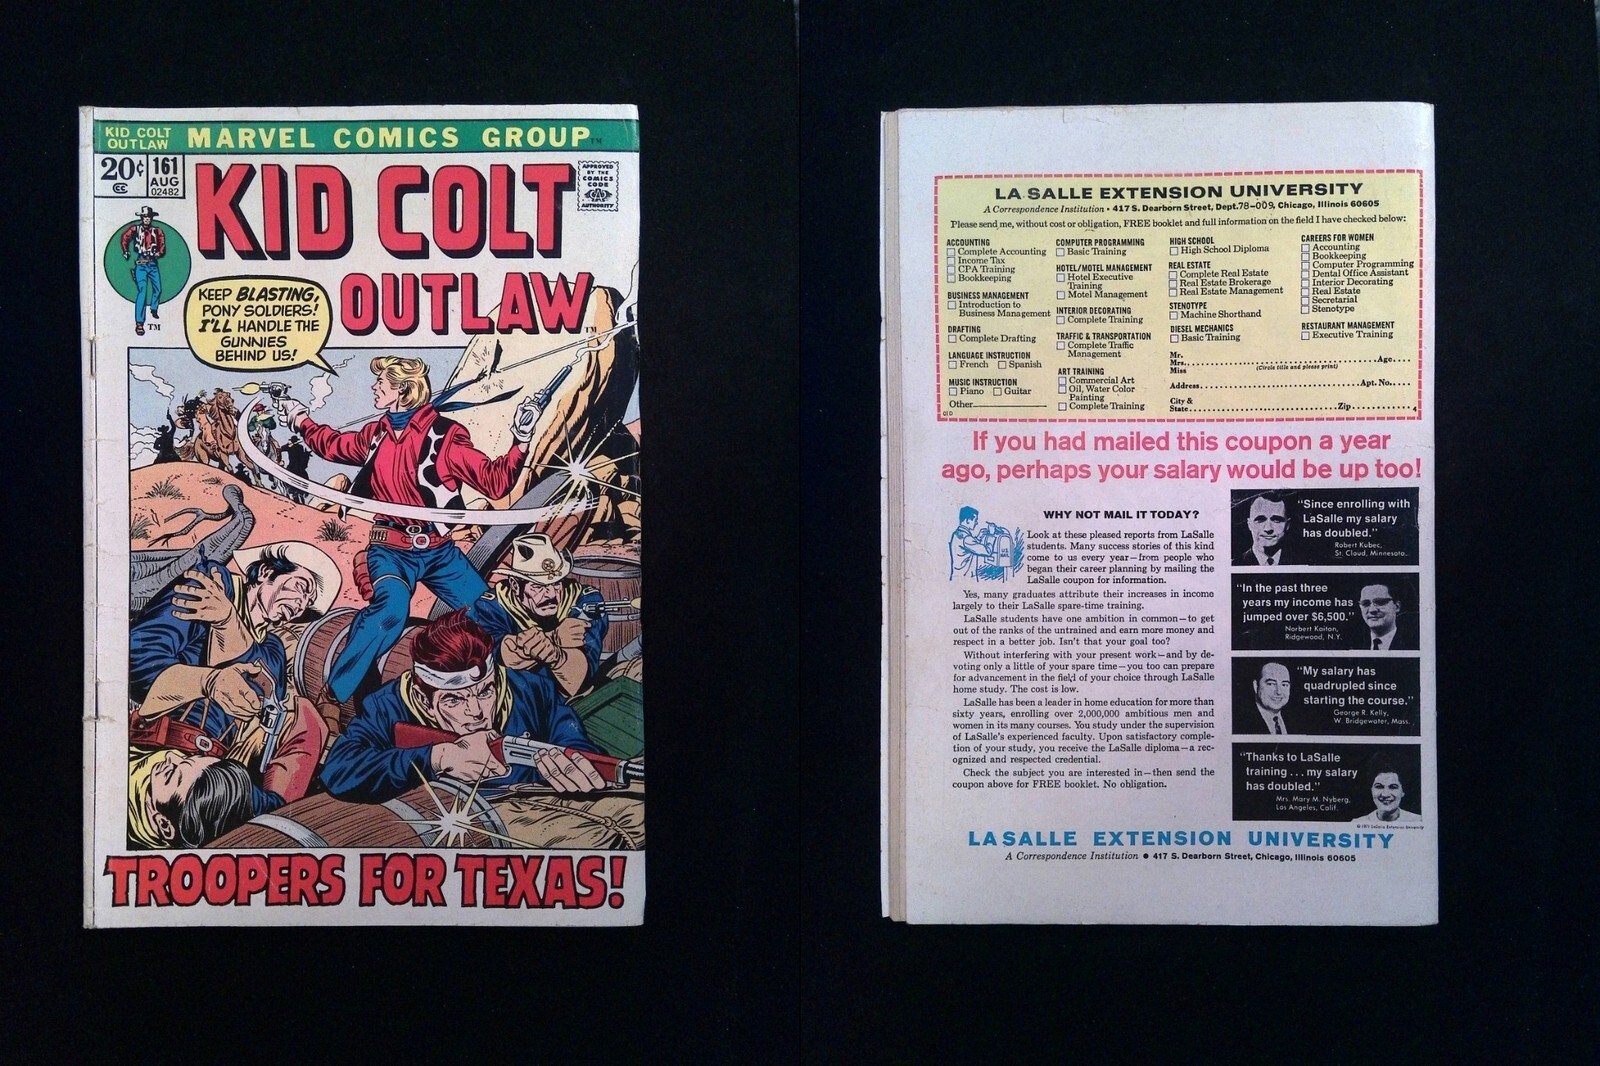 KID COLT
OUTLAW
MARVEL COMICS GROUP TM
20¢
CC
161
AUG
02482
KID COLT
OUTLAW
TM
APPROVED
BY THE
COMICS
CODE
AUTHORITY
TM
KEEP BLASTING,
PONY SOLDIERS!
I'LL HANDLE THE
GUNNIES
BEHIND US!
TROOPERS FOR TEXAS!
LA SALLE EXTENSION UNIVERSITY
A Correspondence Institution • 417 S. Dearborn Street, Dept.78-009, Chicago, Illinois 60605
Please send me, without cost or obligation, FREE booklet and full information on the field I have checked below:
ACCOUNTING
Complete Accounting
Income Tax
CPA Training
Bookkeeping
BUSINESS MANAGEMENT
Introduction to
Business Management
DRAFTING
Complete Drafting
LANGUAGE INSTRUCTION
French Spanish
MUSIC INSTRUCTION
Piano Guitar
Other
COMPUTER PROGRAMMING
Basic Training
HOTEL/MOTEL MANAGEMENT
Hotel Executive
Training
Motel Management
INTERIOR DECORATING
Complete Training
TRAFFIC & TRANSPORTATION
Complete Traffic
Management
ART TRAINING
Commercial Art
Oil, Water Color
Painting
Complete Training
HIGH SCHOOL
High School Diploma
REAL ESTATE
Complete Real Estate
Real Estate Brokerage
Real Estate Management
STENOTYPE
Machine Shorthand
DIESEL MECHANICS
Basic Training
CAREERS FOR WOMEN
Accounting
Bookkeeping
Computer Programming
Dental Office Assistant
Interior Decorating
Real Estate
Secretarial
Stenotype
RESTAURANT MANAGEMENT
Executive Training
Mr.
Mrs. Age
Miss
(Circle title and please print)
Address Apt. No.
City &
State Zip
If you had mailed this coupon a year
ago, perhaps your salary would be up too!
WHY NOT MAIL IT TODAY?
Look at these pleased reports from LaSalle
students. Many success stories of this kind
come to us every year—from people who
began their career planning by mailing the
LaSalle coupon for information.
Yes, many graduates attribute their increases in income
largely to their LaSalle spare-time training.
LaSalle students have one ambition in common—to get
out of the ranks of the untrained and earn more money and
respect in a better job. Isn't that your goal too?
Without interfering with your present work—and by de-
voting only a little of your spare time—you too can prepare
for advancement in the field of your choice through LaSalle
home study. The cost is low.
LaSalle has been a leader in home education for more than
sixty years, enrolling over 2,000,000 ambitious men and
women in its many courses. You study under the supervision
of LaSalle's experienced faculty. Upon satisfactory comple-
tion of your study, you receive the LaSalle diploma—a rec-
ognized and respected credential.
Check the subject you are interested in—then send the
coupon above for FREE booklet. No obligation.
"Since enrolling with
LaSalle my salary
has doubled."
Robert Kubec,
St. Cloud, Minnesota
"In the past three
years my income has
jumped over $6,500."
Norbert Kaitan,
Ridgewood, N.Y.
"My salary has
quadrupled since
starting the course."
George R. Kelly,
W. Bridgewater, Mass.
"Thanks to LaSalle
training . . . my salary
has doubled."
Mrs. Mary M. Nyberg,
Los Angeles, Calif.
LA SALLE EXTENSION UNIVERSITY
A Correspondence Institution • 417 S. Dearborn Street, Chicago, Illinois 60605